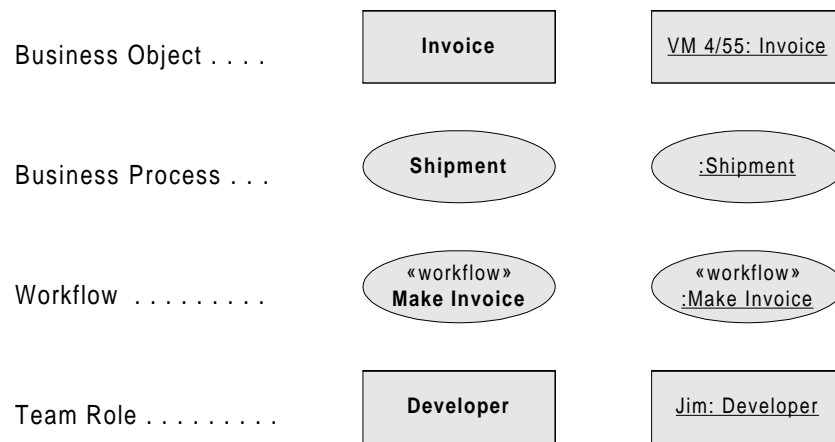 Business Object . . . .
Invoice
VM 4/55: Invoice
Business Process . . .
Shipment
:Shipment
Workflow . . . . . . . . .
«workflow»
Make Invoice
«workflow»
:Make Invoice
Team Role . . . . . . . . .
Developer
Jim: Developer